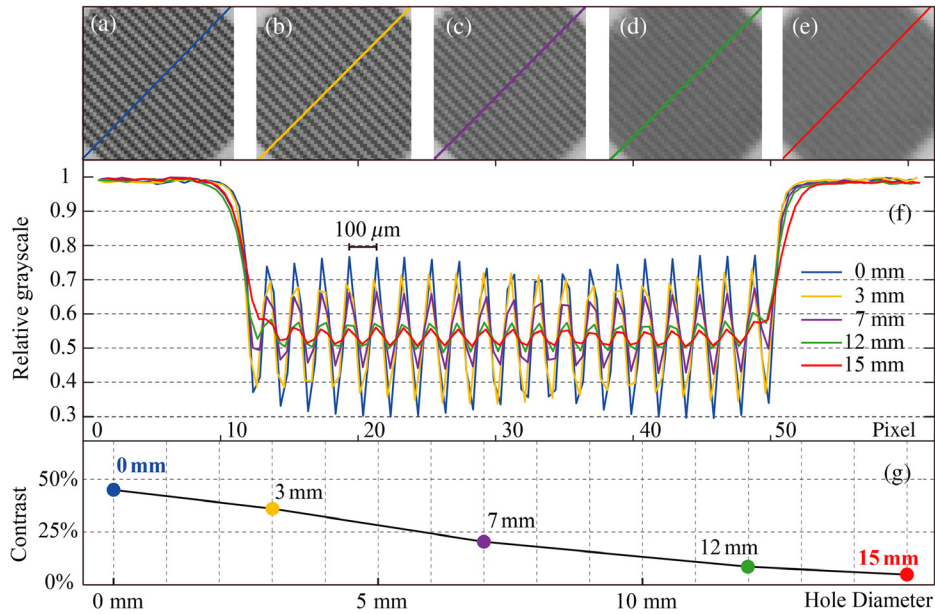 (a) (b) (c) (d) (e)
1
0.9
0.8
0.7
0.6
0.5
0.4
0.3
Relative grayscale
100 μm
(f)
0 mm
3 mm
7 mm
12 mm
15 mm
0 10 20 30 40 50 Pixel
(g)
50%
25%
0%
Contrast
0 mm
3 mm
7 mm
12 mm
15 mm
0 mm 5 mm 10 mm Hole Diameter